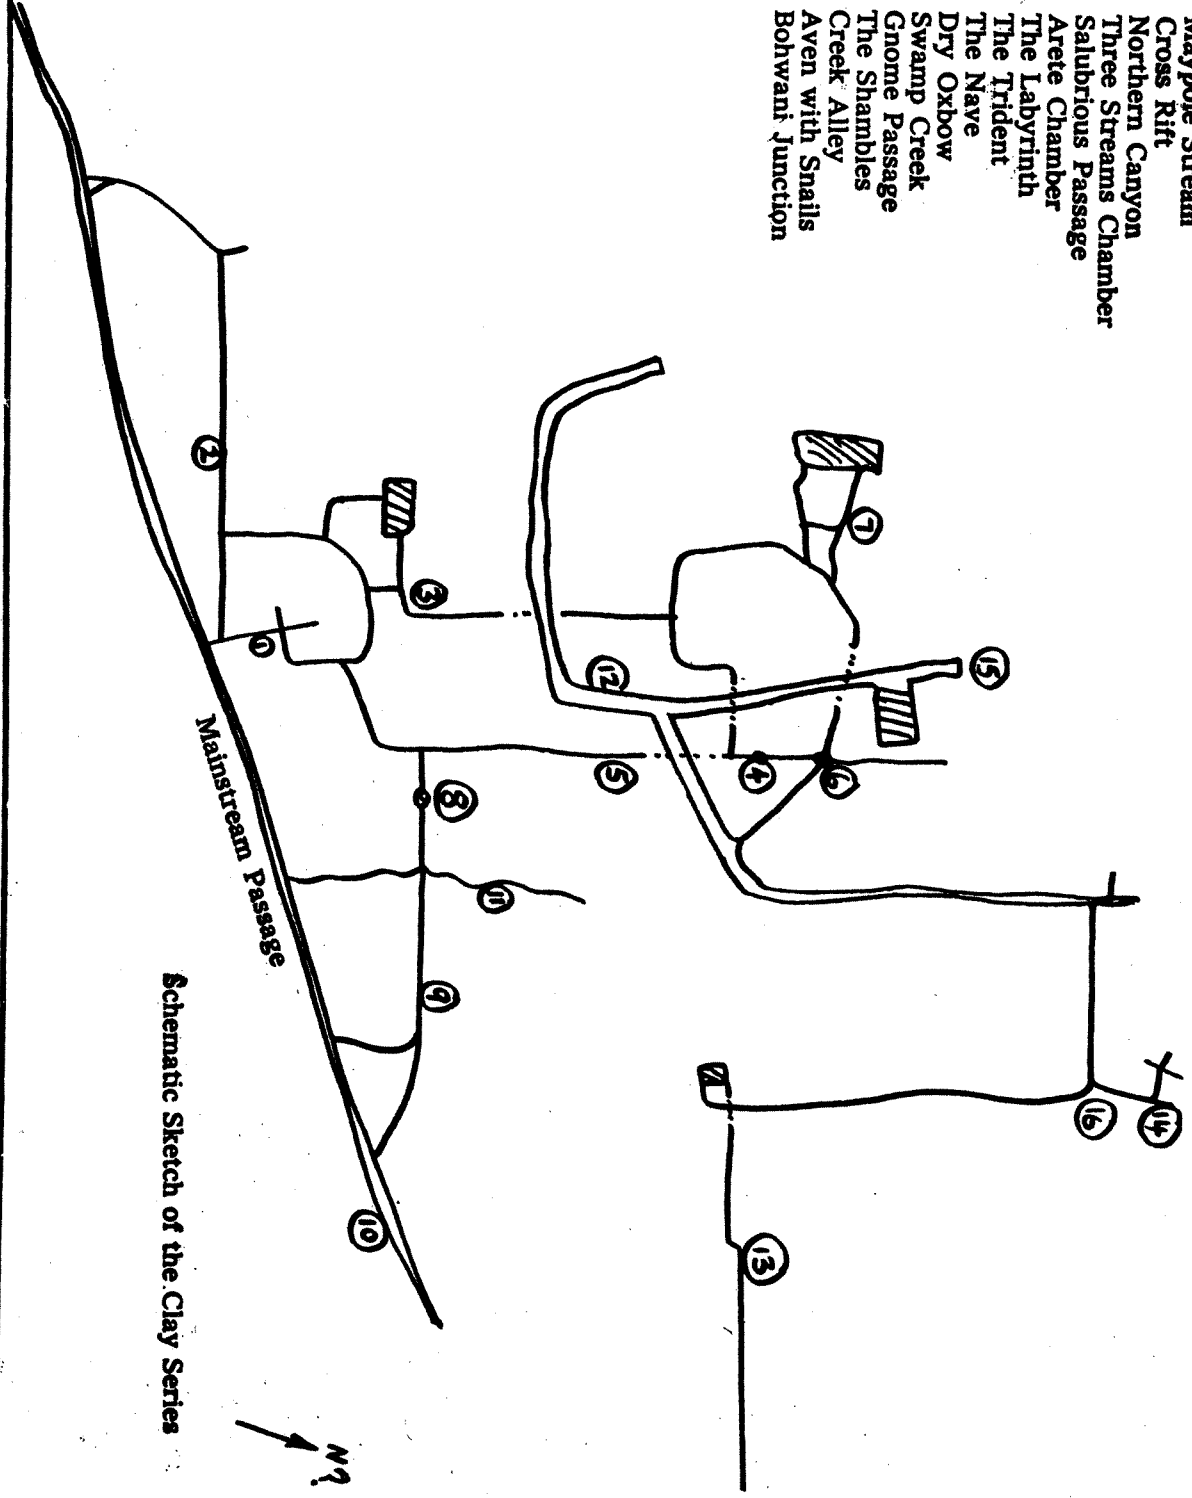 Maypole Stream
Cross Rift
Northern Canyon
Three Streams Chamber
Salubrious Passage
Arete Chamber
The Labyrinth
The Trident
The Nave
Dry Oxbow
Swamp Creek
Gnome Passage
The Shambles
Creek Alley
Aven with Snails
Bohwani Junction
15
7
12
6
4
5
3
2
1
8
11
9
10
13
16
14
Mainstream Passage
Schematic Sketch of the Clay Series
N?